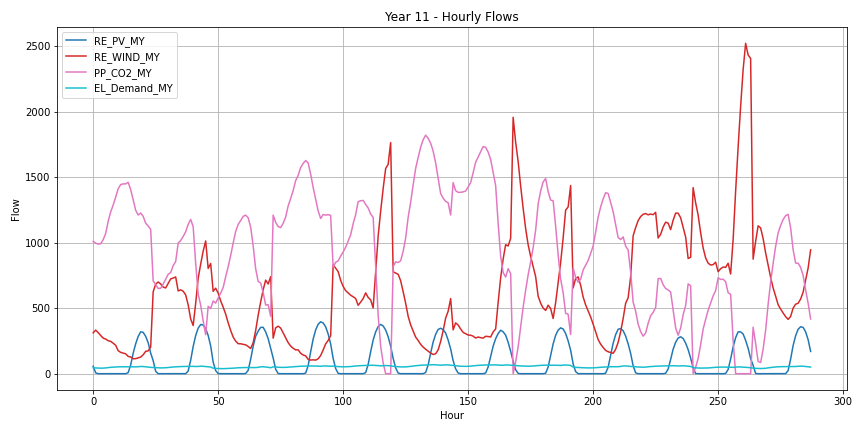 Year 11 - Hourly Flows
RE_PV_MY
RE_WIND_MY
PP_CO2_MY
EL_Demand_MY
Flow
2500
2000
1500
1000
500
0
0 50 100 150 200 250 300
Hour